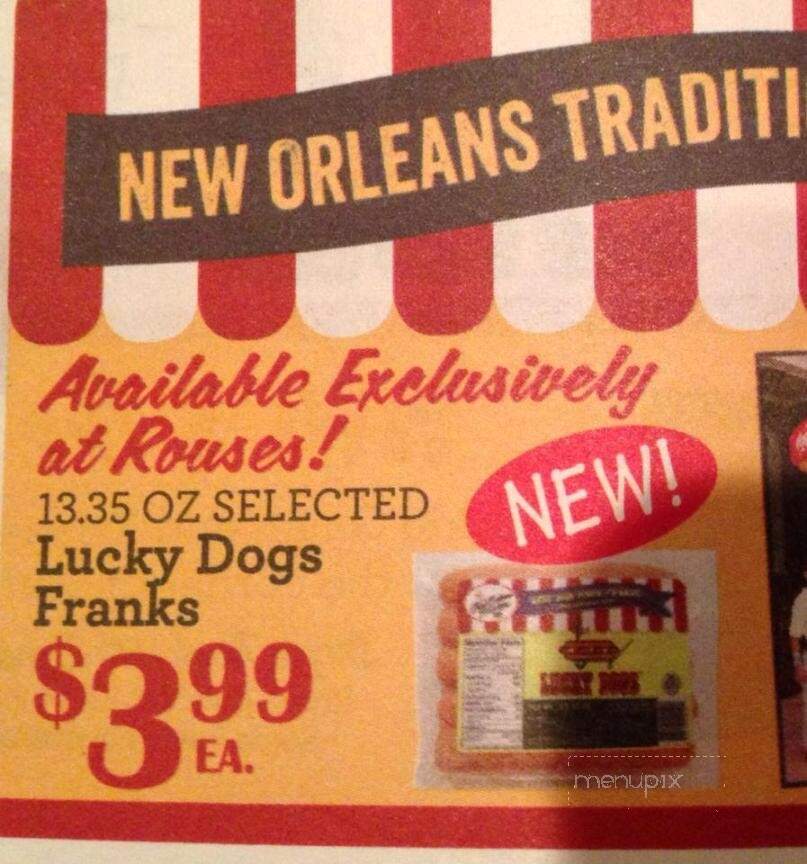 NEW ORLEANS TRADITI
Available Exclusively
at Rouses!
13.35 OZ SELECTED
Lucky Dogs
Franks
$3.99
EA.
NEW!
LUCKY DOGS
menupix